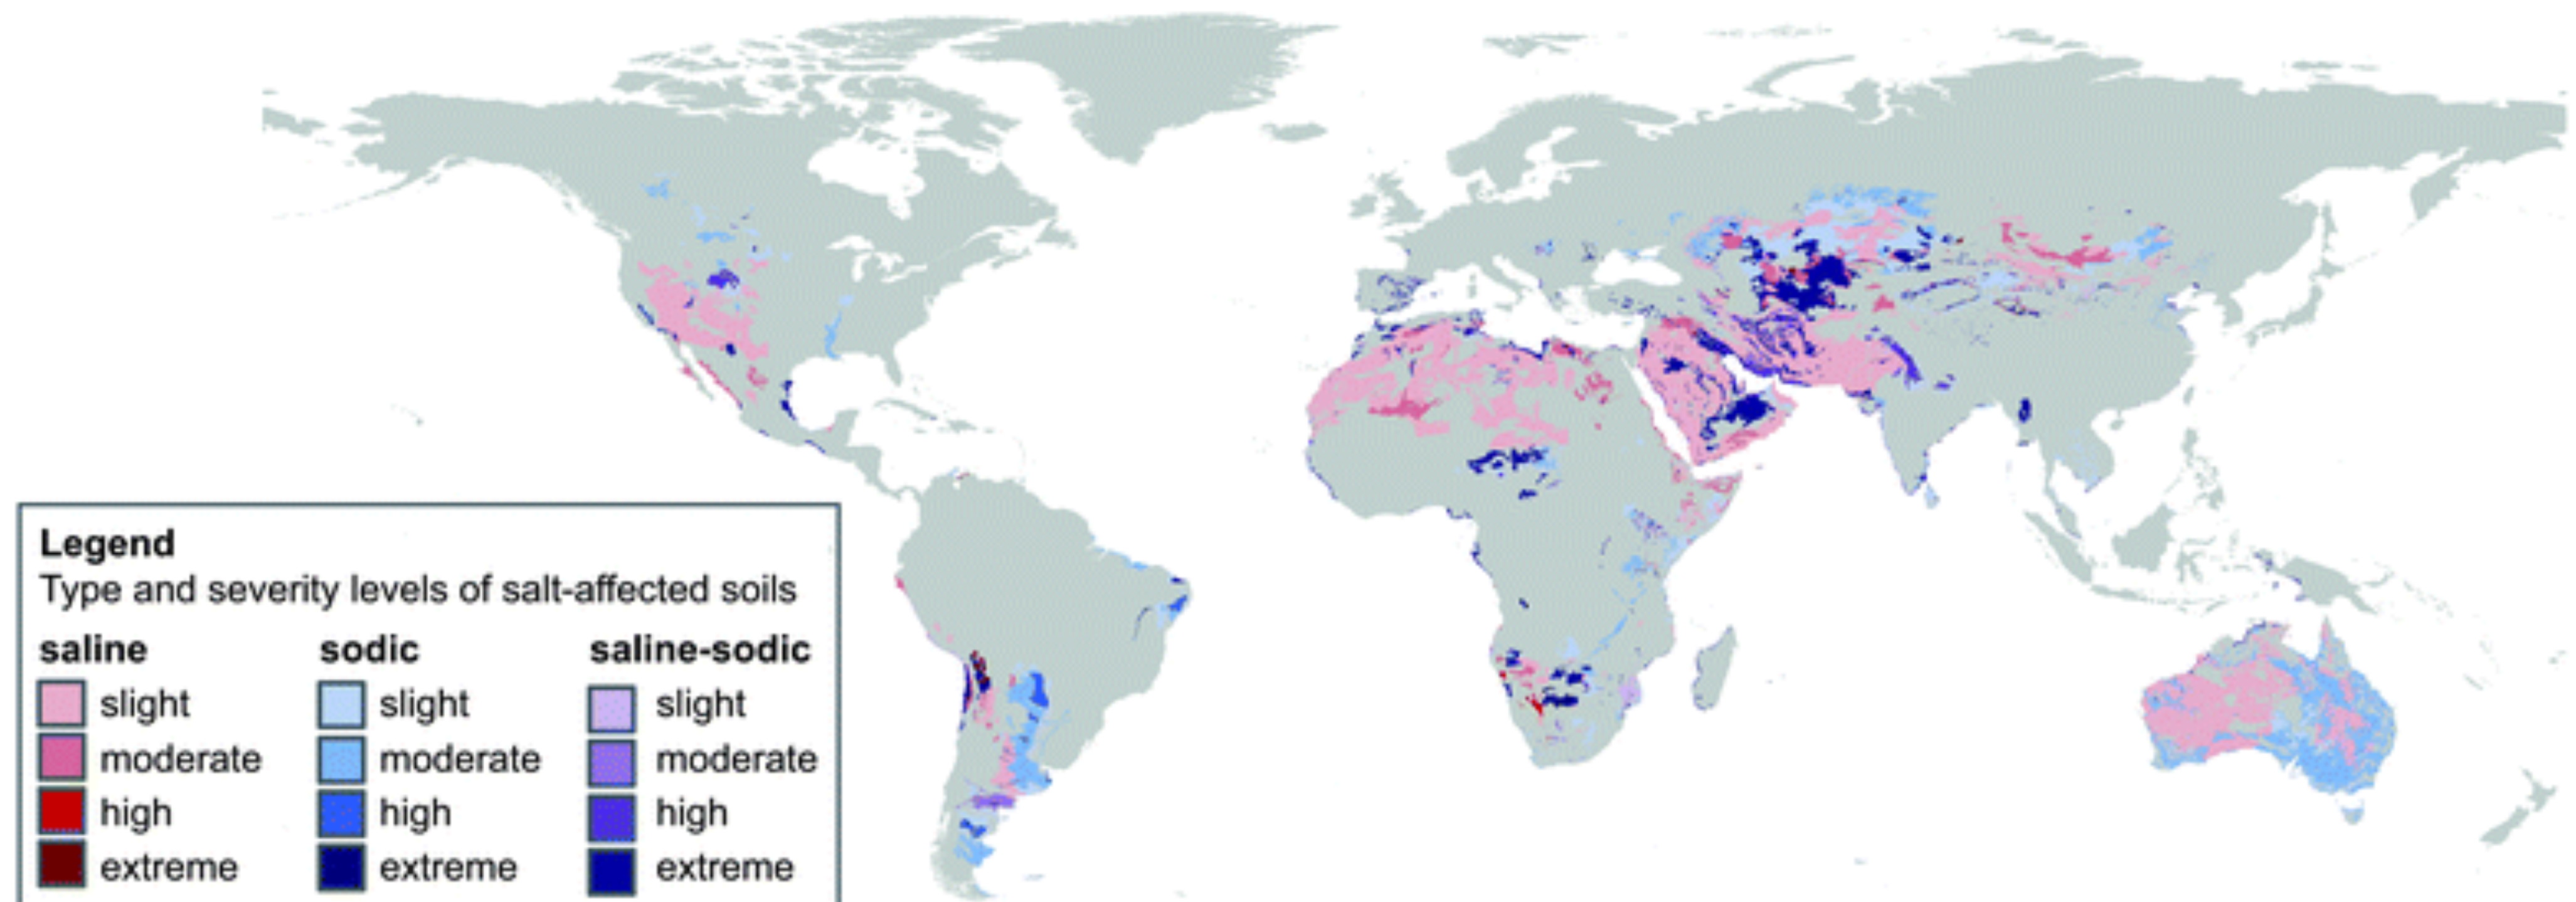 Legend
Type and severity levels of salt-affected soils
saline sodic saline-sodic
slight slight slight
moderate moderate moderate
high high high
extreme extreme extreme